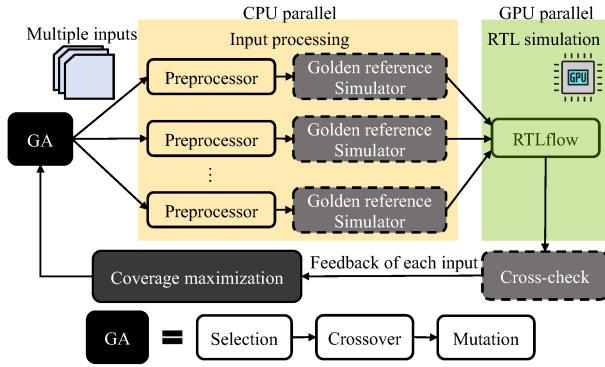 CPU parallel
GPU parallel
Multiple inputs
Input processing
RTL simulation
GPU
Preprocessor
Golden reference
Simulator
GA
Preprocessor
Golden reference
Simulator
RTLflow
⋮
Preprocessor
Golden reference
Simulator
Coverage maximization
Feedback of each input
Cross-check
GA
=
Selection
Crossover
Mutation